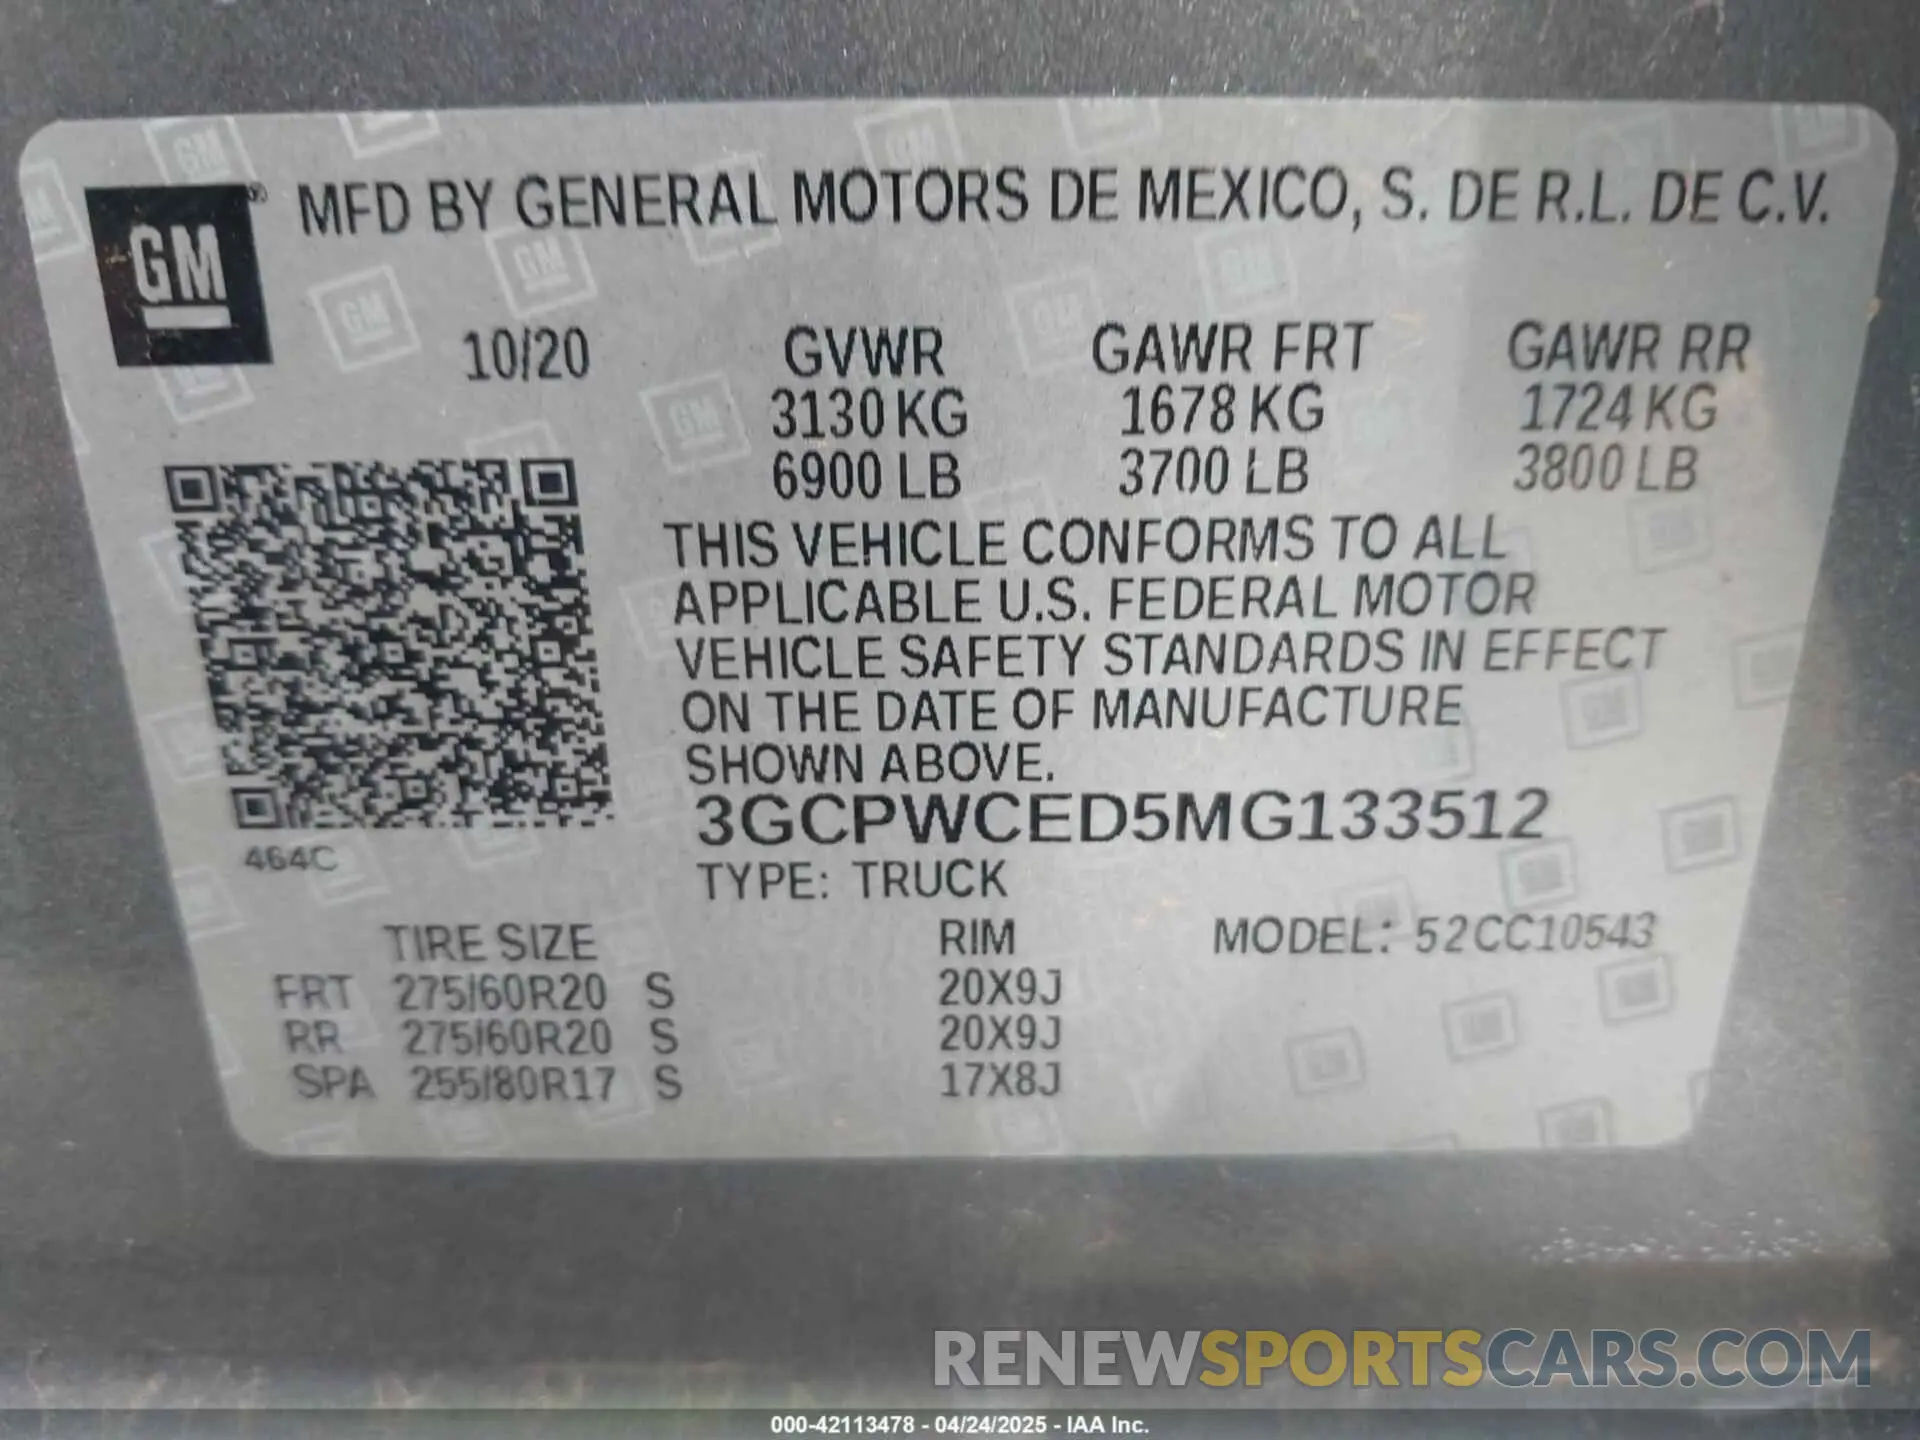 GM® MFD BY GENERAL MOTORS DE MEXICO, S. DE R.L. DE C.V.
10/20 GVWR GAWR FRT GAWR RR
3130 KG 1678 KG 1724 KG
6900 LB 3700 LB 3800 LB
THIS VEHICLE CONFORMS TO ALL
APPLICABLE U.S. FEDERAL MOTOR
VEHICLE SAFETY STANDARDS IN EFFECT
ON THE DATE OF MANUFACTURE
SHOWN ABOVE.
3GCPWCED5MG133512
464C
TYPE: TRUCK
TIRE SIZE RIM MODEL: 52CC10543
FRT 275/60R20 S 20X9J
RR 275/60R20 S 20X9J
SPA 255/80R17 S 17X8J
RENEWSPORTSCARS.COM
000-42113478 - 04/24/2025 - IAA Inc.